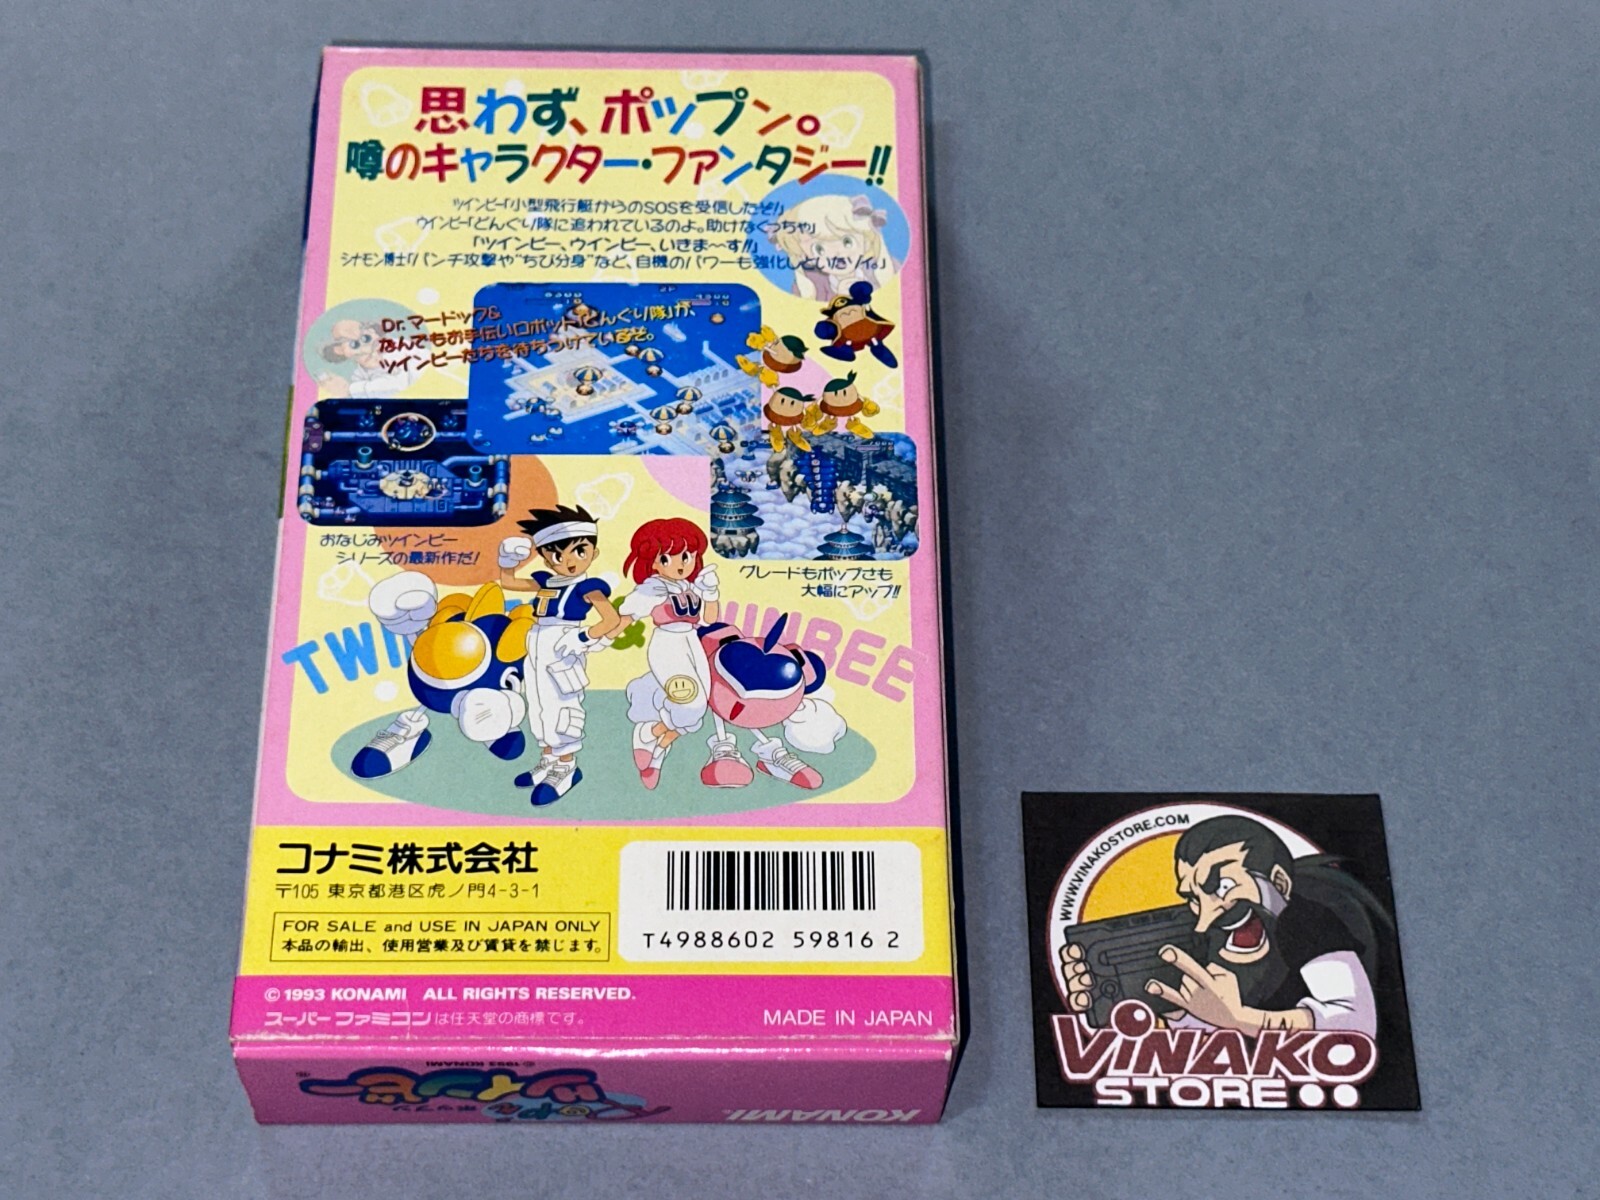 思わず、ポップン。
噂のキャラクター・ファンタジー!!
ツインビー「小型飛行艇からのSOSを受信したぞ!」
ウインビー「どんぐり隊に追われているのよ。助けなくっちゃ」
「ツインビー、ウインビー、いきま〜す!!」
シナモン博士「パンチ攻撃や"ちび分身"など、自機のパワーも強化しといたゾイ。」
Dr.マードック&
なんでもお手伝いロボット「どんぐり隊」が、
ツインビーたちを待ちうけているぞ。
おなじみツインビー
シリーズの最新作だ!
グレードもポップさも
大幅にアップ!!
TWI
WINBEE
コナミ株式会社
〒105 東京都港区虎ノ門4-3-1
FOR SALE and USE IN JAPAN ONLY
本品の輸出、使用営業及び賃貸を禁じます。
T4988602 59816 2
© 1993 KONAMI ALL RIGHTS RESERVED.
スーパーファミコンは任天堂の商標です。
MADE IN JAPAN
©1993 KONAMI
ポップン
ツインビー
KONAMI
WWW.VINAKOSTORE.COM
VINAKO
STORE